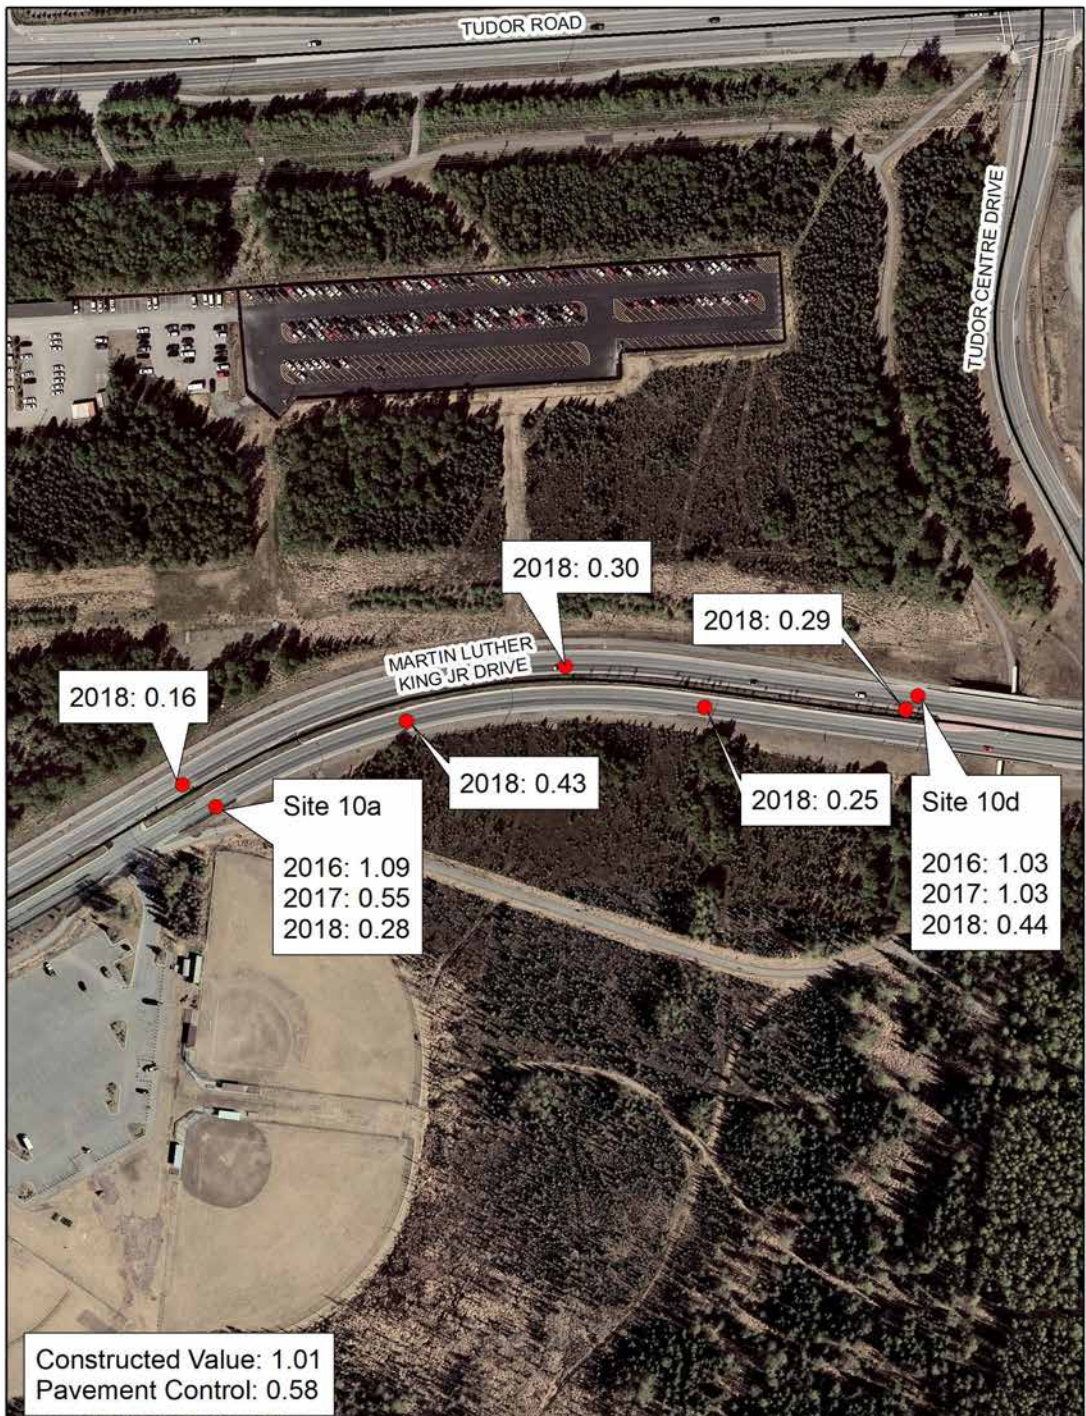 TUDOR ROAD
TUDOR CENTRE DRIVE
2018: 0.30
2018: 0.29
MARTIN LUTHER
KING JR DRIVE
2018: 0.16
2018: 0.43
2018: 0.25
Site 10a
2016: 1.09
2017: 0.55
2018: 0.28
Site 10d
2016: 1.03
2017: 1.03
2018: 0.44
Constructed Value: 1.01
Pavement Control: 0.58